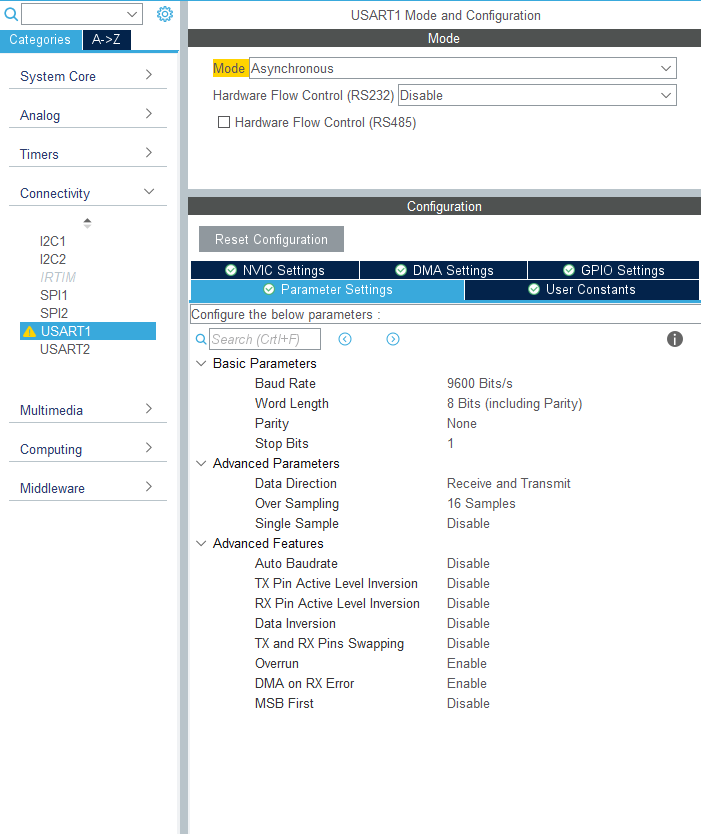 USART1 Mode and Configuration
Categories A->Z
System Core
Analog
Timers
Connectivity
I2C1
I2C2
IRTIM
SPI1
SPI2
USART1
USART2
Multimedia
Computing
Middleware
Mode
Mode Asynchronous
Hardware Flow Control (RS232) Disable
Hardware Flow Control (RS485)
Configuration
Reset Configuration
NVIC Settings DMA Settings GPIO Settings
Parameter Settings User Constants
Configure the below parameters :
Search (Crtl+F)
Basic Parameters
Baud Rate 9600 Bits/s
Word Length 8 Bits (including Parity)
Parity None
Stop Bits 1
Advanced Parameters
Data Direction Receive and Transmit
Over Sampling 16 Samples
Single Sample Disable
Advanced Features
Auto Baudrate Disable
TX Pin Active Level Inversion Disable
RX Pin Active Level Inversion Disable
Data Inversion Disable
TX and RX Pins Swapping Disable
Overrun Enable
DMA on RX Error Enable
MSB First Disable